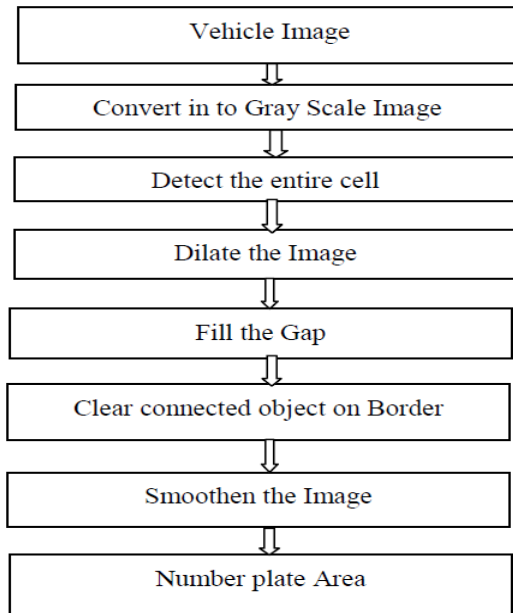 Vehicle Image
Convert in to Gray Scale Image
Detect the entire cell
Dilate the Image
Fill the Gap
Clear connected object on Border
Smoothen the Image
Number plate Area